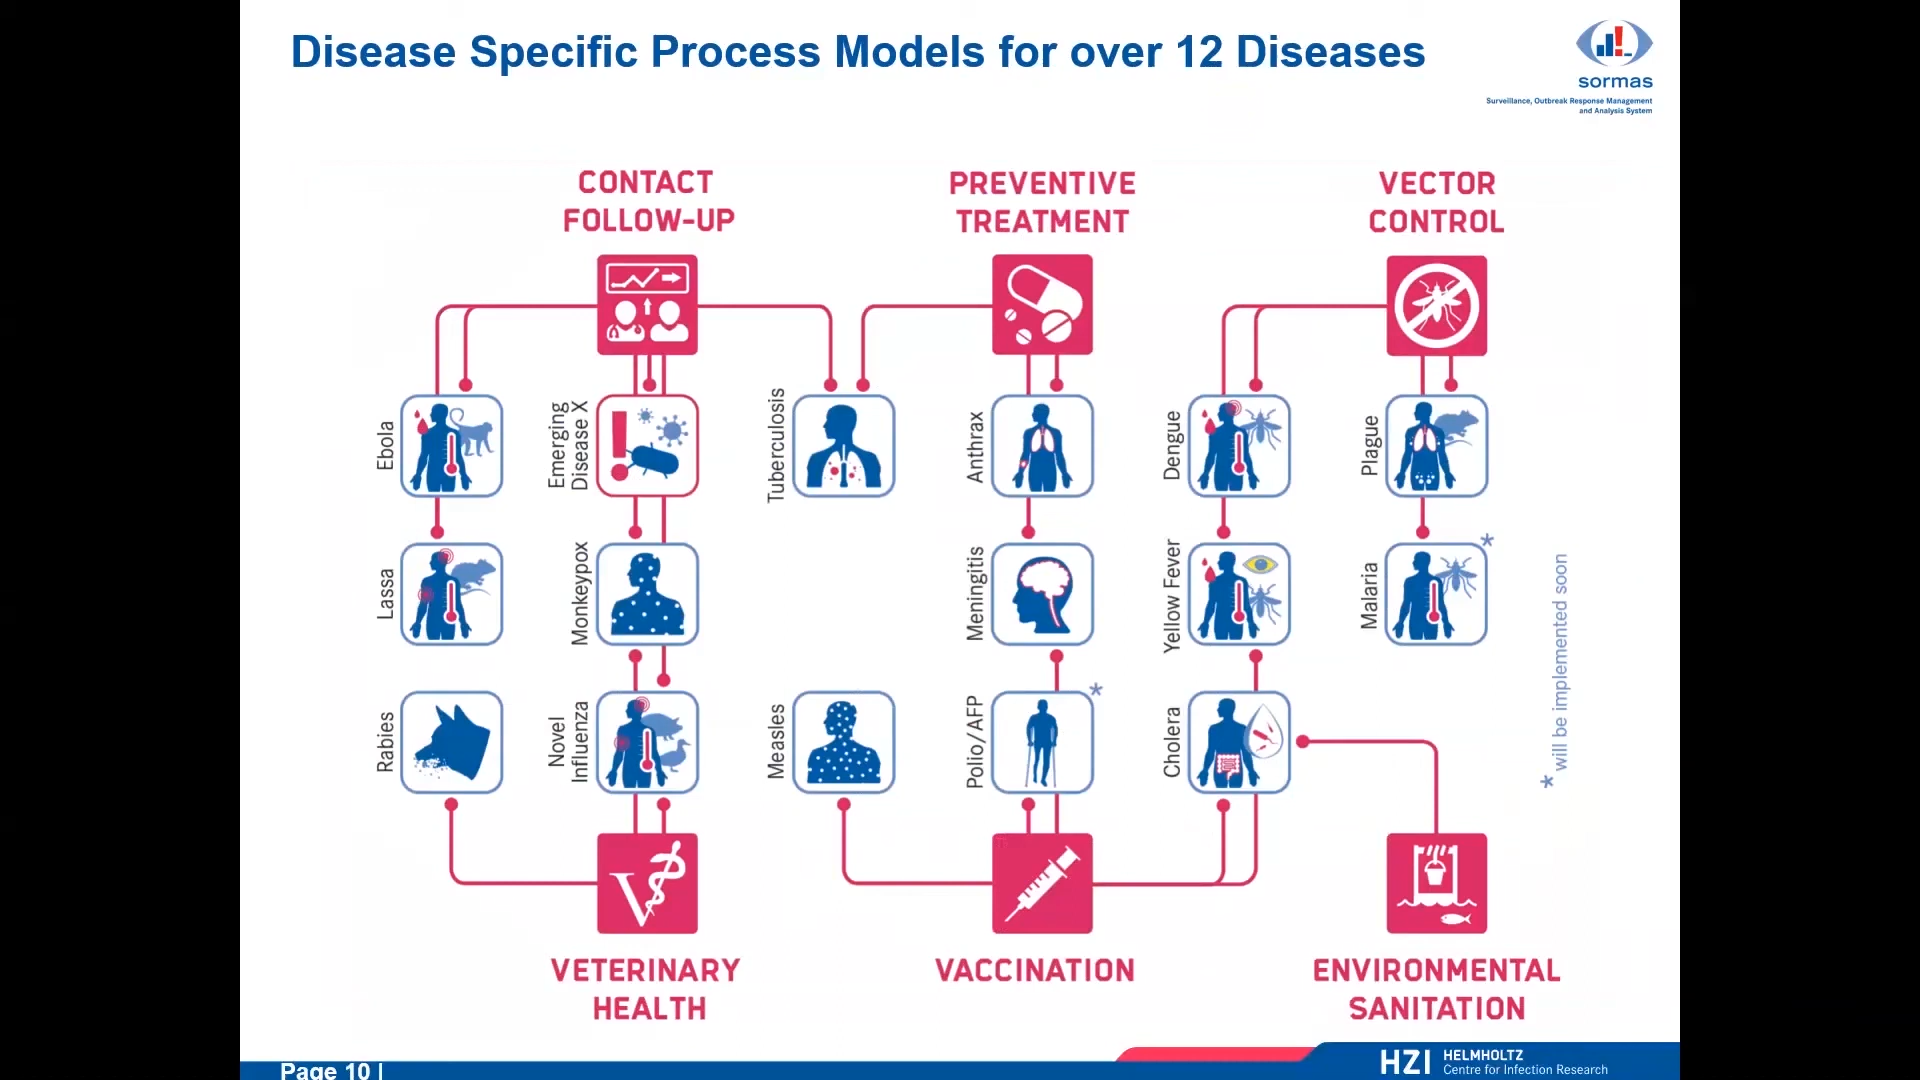 Disease Specific Process Models for over 12 Diseases
sormas
Surveillance, Outbreak Response Management
and Analysis System
CONTACT
FOLLOW-UP
PREVENTIVE
TREATMENT
VECTOR
CONTROL
Ebola
Emerging
Disease X
Tuberculosis
Anthrax
Dengue
Plague
Lassa
Monkeypox
Meningitis
Yellow Fever
Malaria
*
* will be implemented soon
Rabies
Novel
Influenza
Measles
Polio/AFP
*
Cholera
VETERINARY
HEALTH
VACCINATION
ENVIRONMENTAL
SANITATION
Page 10 |
HZI
HELMHOLTZ
Centre for Infection Research